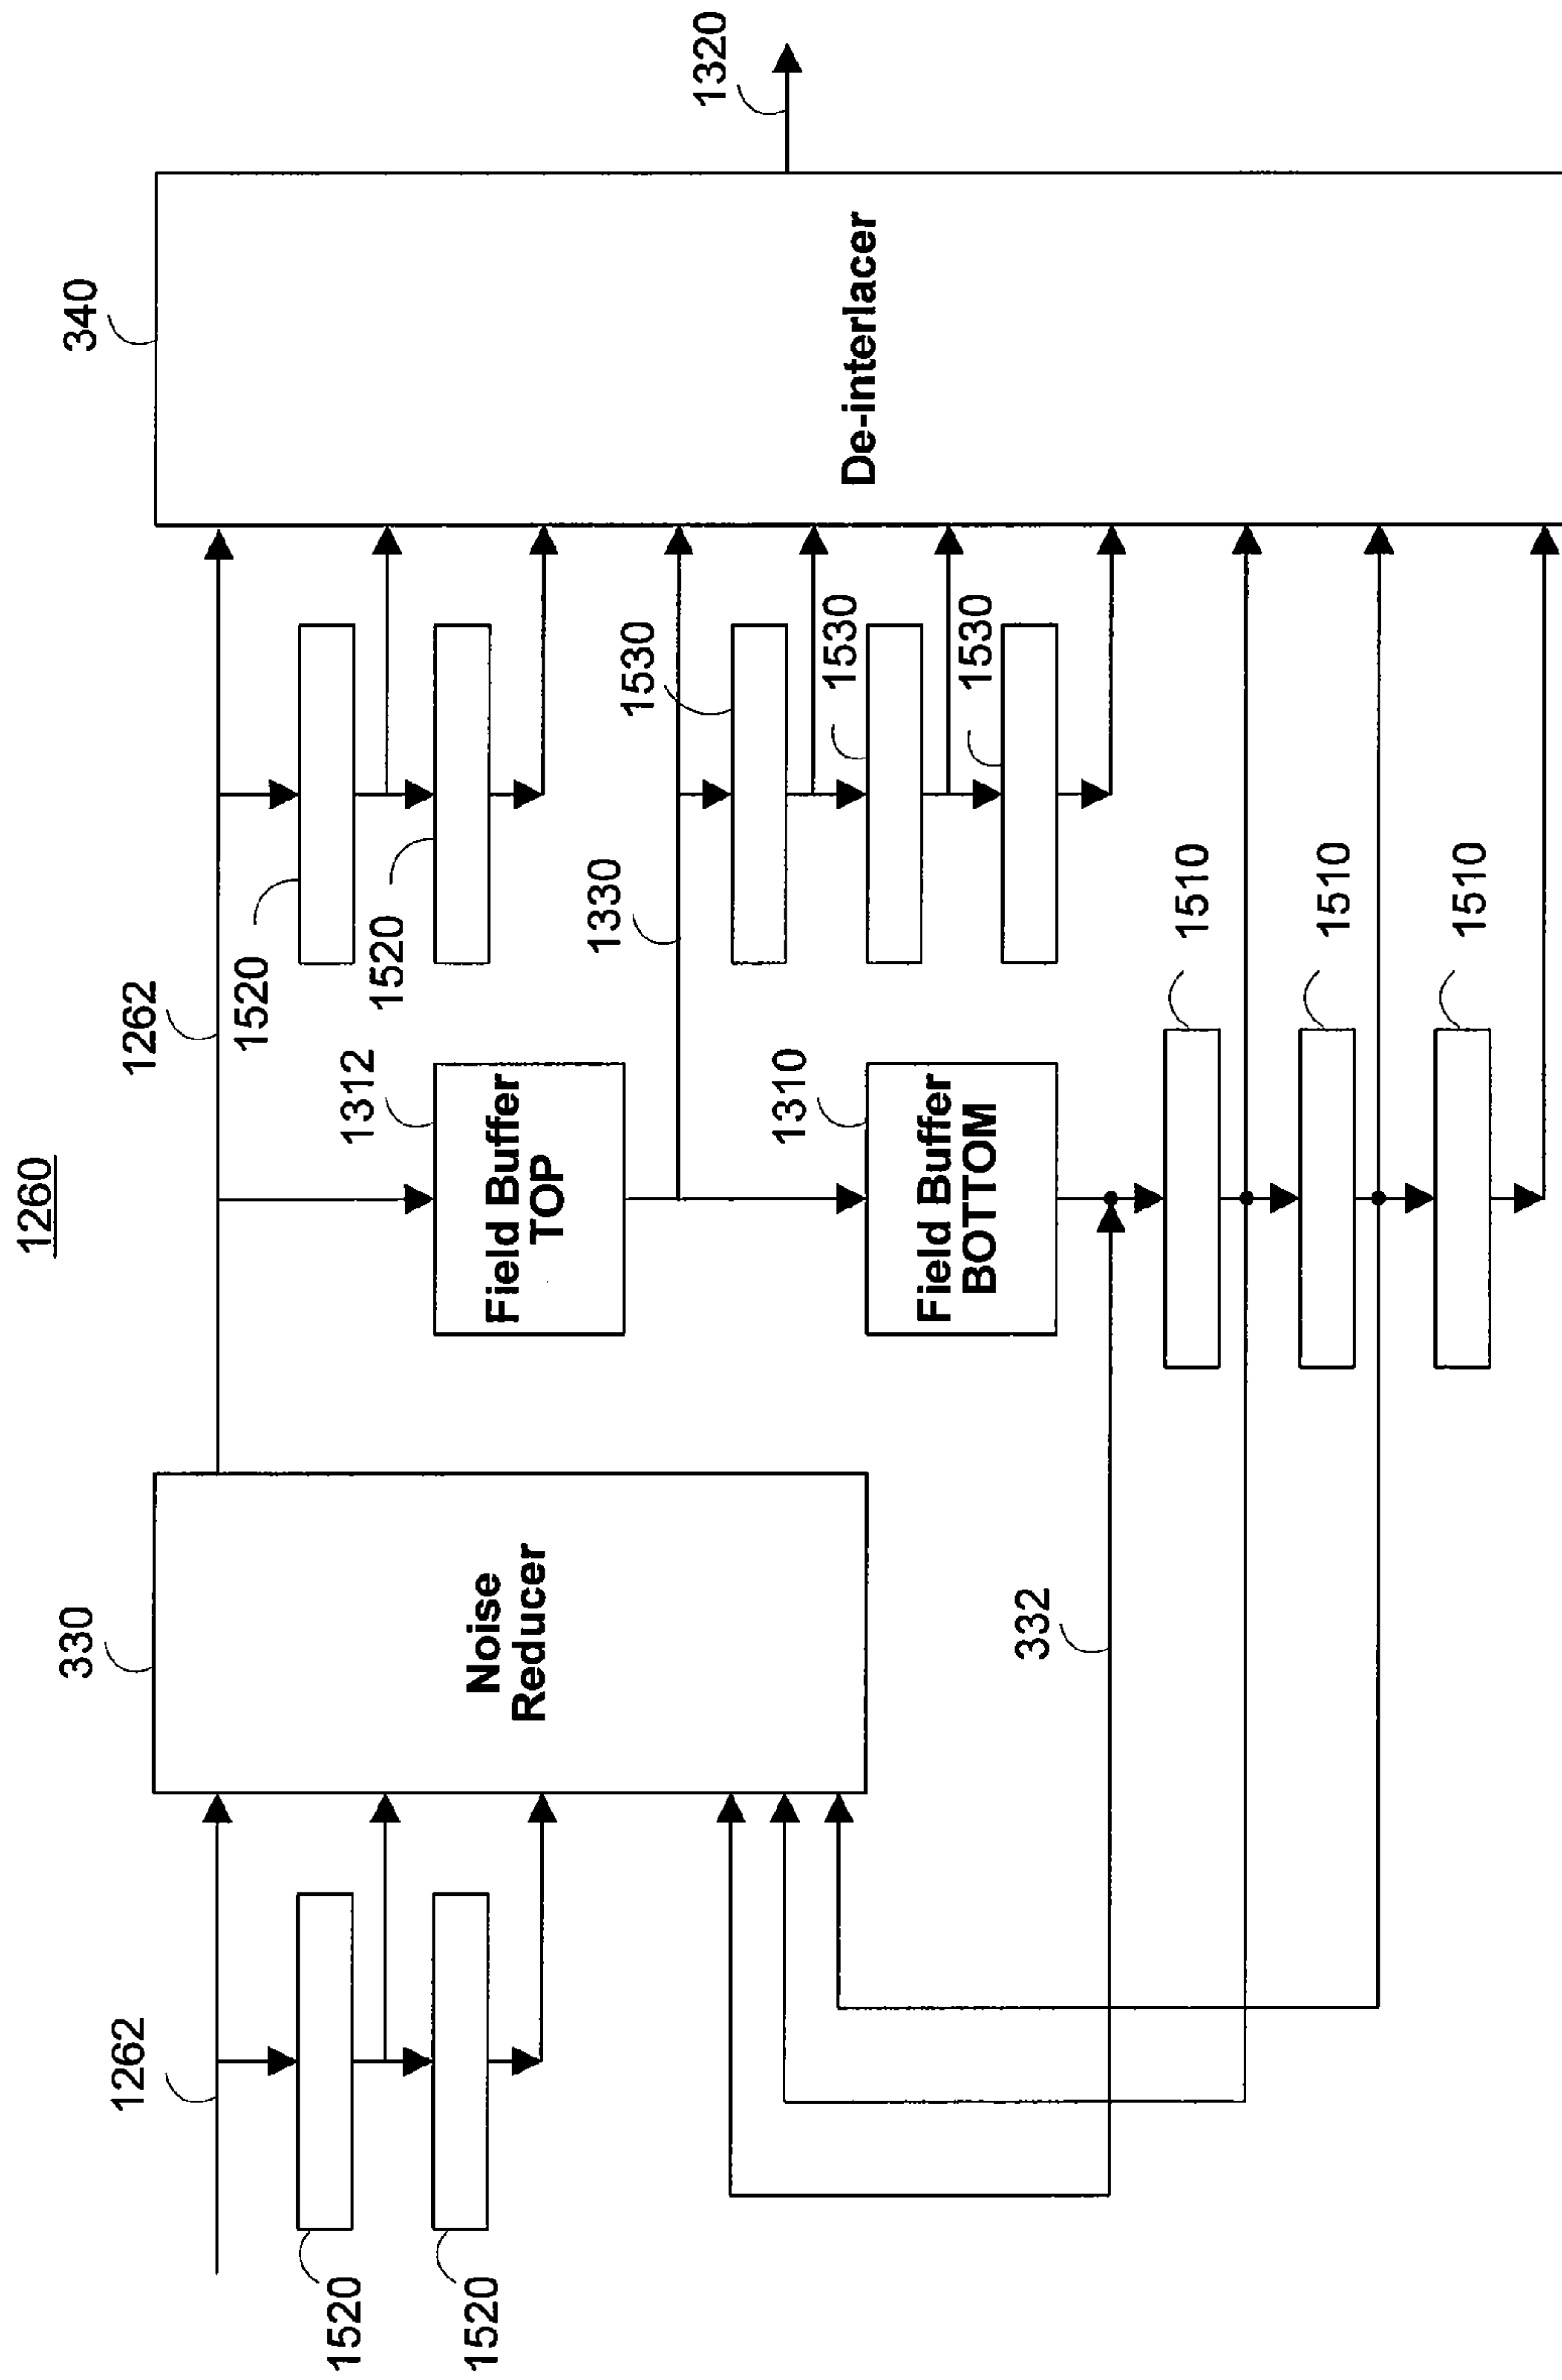 1260
1262
1520
1520
330
Noise
Reducer
332
1262
1312
Field Buffer
TOP
1310
Field Buffer
BOTTOM
1520
1520
1330
1530
1530
1530
1510
1510
1510
340
De-interlacer
1320